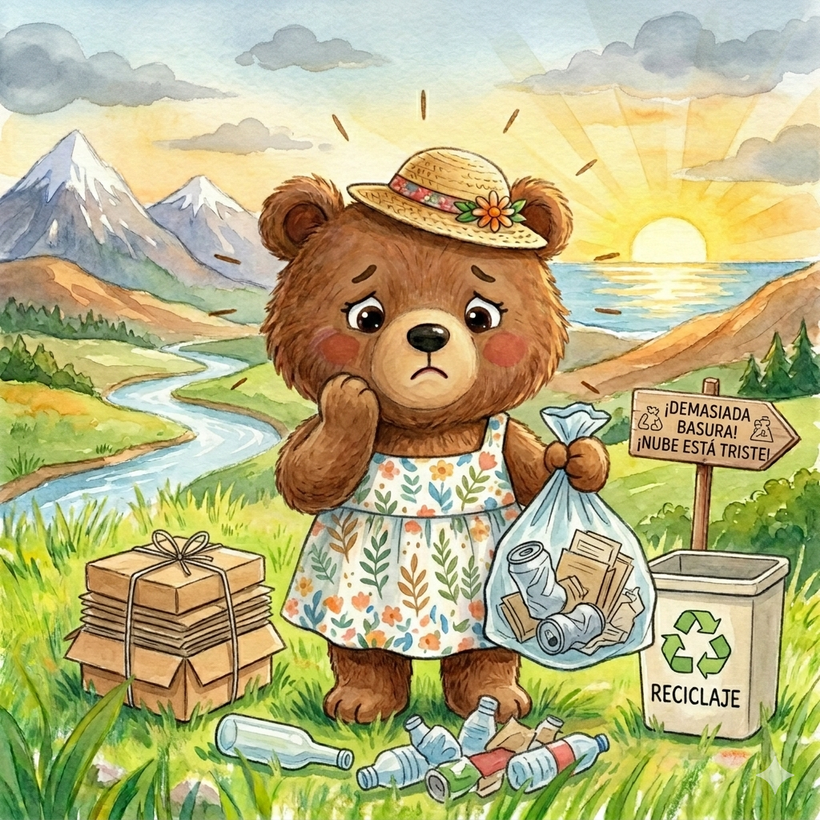 ¡DEMASIADA
BASURA!
¡NUBE ESTÁ TRISTE!
RECICLAJE